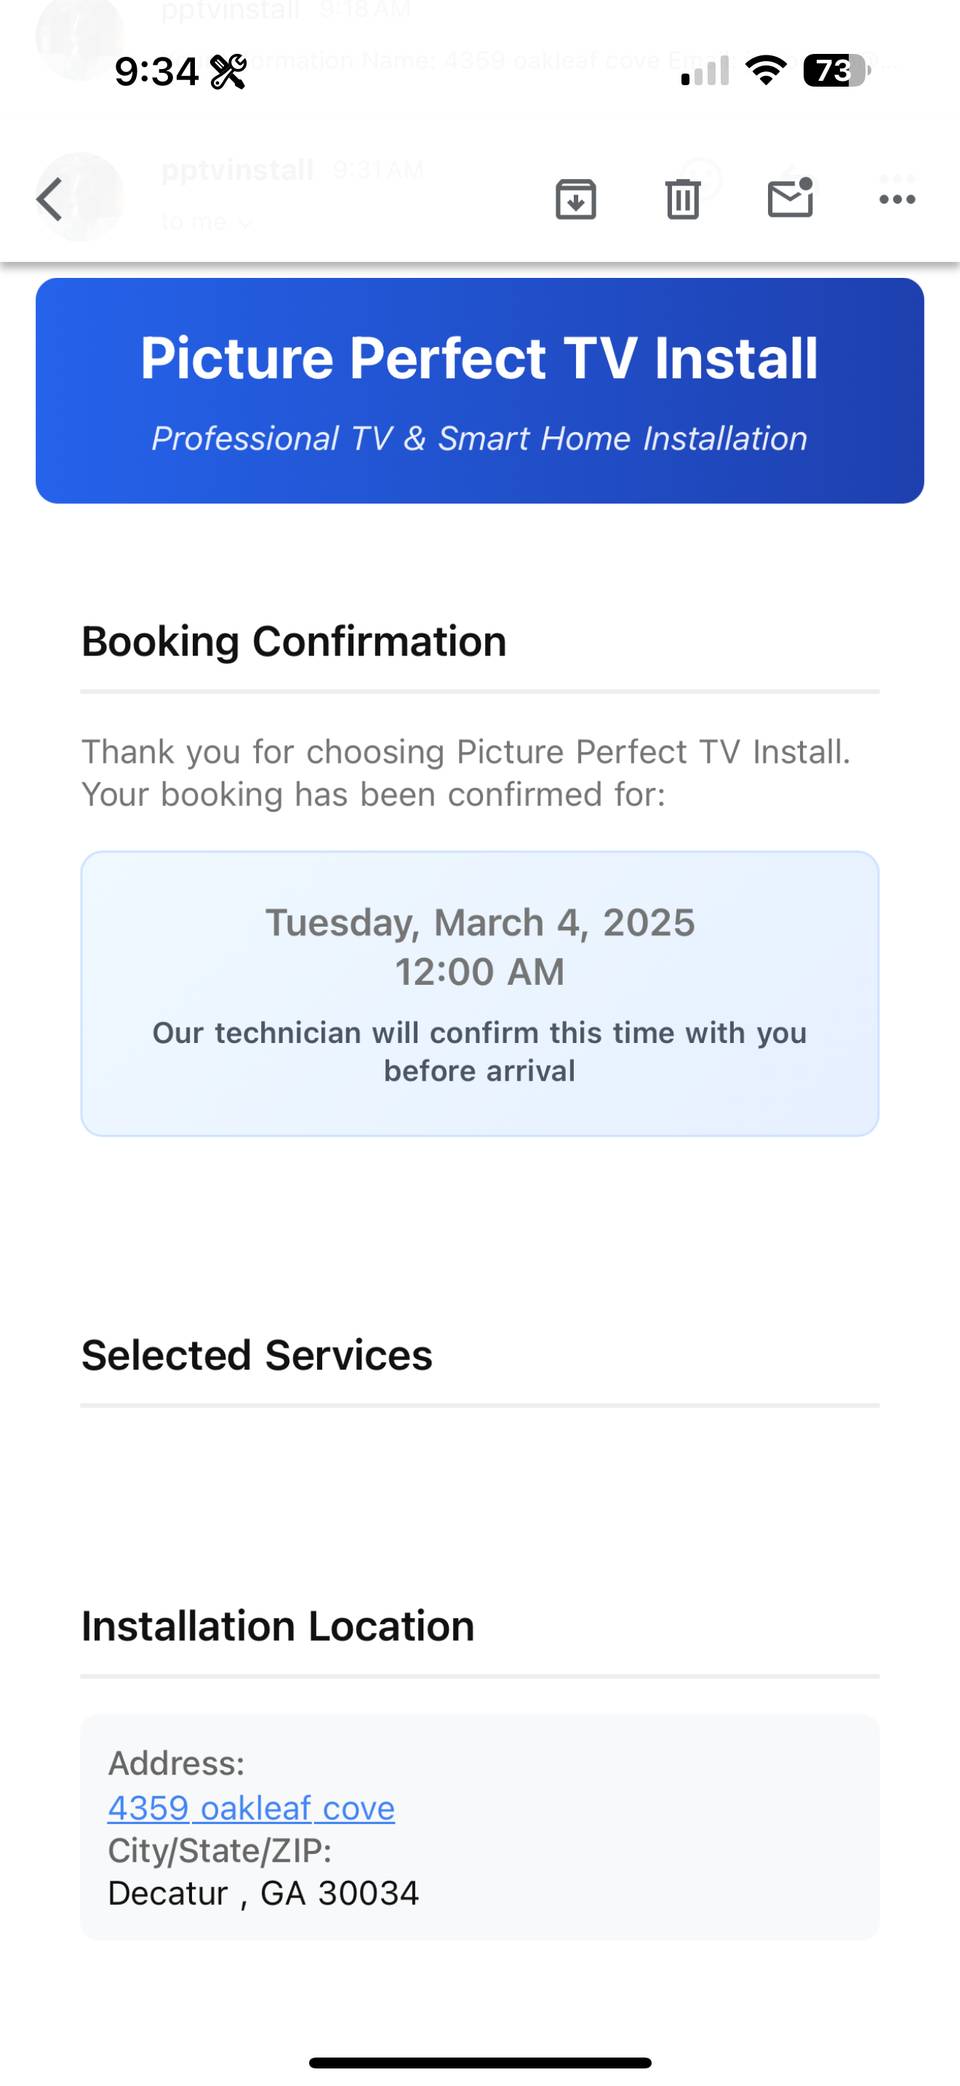 pptvinstall 9:18 AM
9:34
ormation Name: 4359 oakleaf cove Em
73
pptvinstall 9:31 AM
to me
Picture Perfect TV Install
Professional TV & Smart Home Installation
Booking Confirmation
Thank you for choosing Picture Perfect TV Install.
Your booking has been confirmed for:
Tuesday, March 4, 2025
12:00 AM
Our technician will confirm this time with you
before arrival
Selected Services
Installation Location
Address:
4359 oakleaf cove
City/State/ZIP:
Decatur , GA 30034